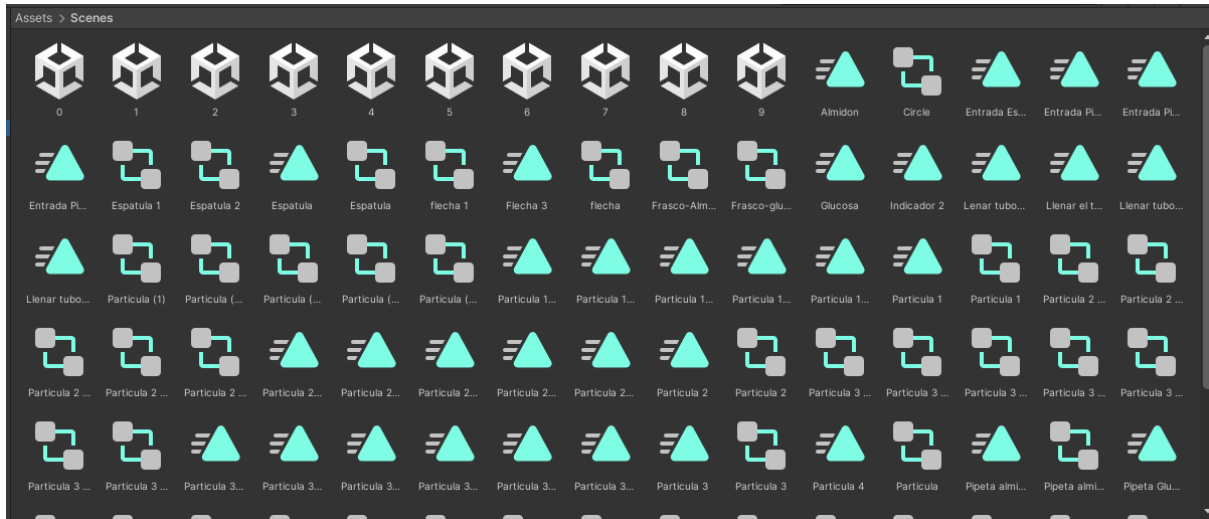 Assets > Scenes
0 1 2 3 4 5 6 7 8 9 Almidon Circle Entrada Es... Entrada Pi... Entrada Pi...
Entrada Pi... Espatula 1 Espatula 2 Espatula Espatula flecha 1 Flecha 3 flecha Frasco-Alm... Frasco-glu... Glucosa Indicador 2 Lenar tubo... Llenar el t... Llenar tubo...
Llenar tubo... Particula (1) Particula (... Particula (... Particula (... Particula (... Particula 1... Particula 1... Particula 1... Particula 1... Particula 1... Particula 1 Particula 1 Particula 2 ... Particula 2 ...
Particula 2 ... Particula 2 ... Particula 2 ... Particula 2... Particula 2... Particula 2... Particula 2... Particula 2... Particula 2 Particula 2 Particula 3 ... Particula 3 ... Particula 3 ... Particula 3 ... Particula 3 ...
Particula 3 ... Particula 3 ... Particula 3... Particula 3... Particula 3... Particula 3... Particula 3... Particula 3... Particula 3 Particula 3 Particula 4 Particula Pipeta almi... Pipeta almi... Pipeta Glu...